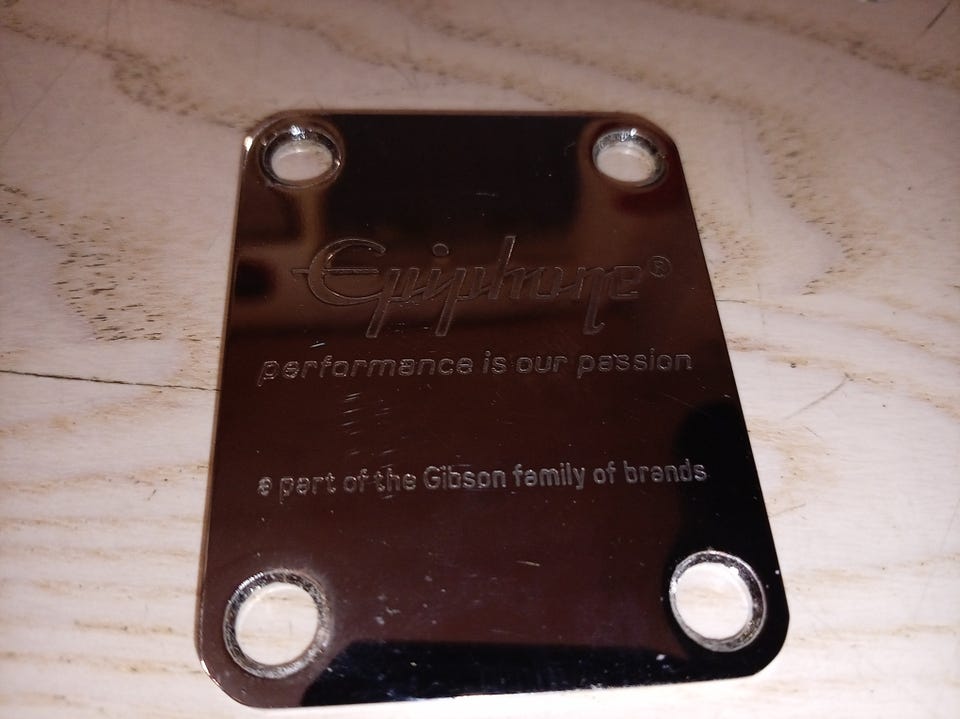 Epiphone®
performance is our passion
a part of the Gibson family of brands